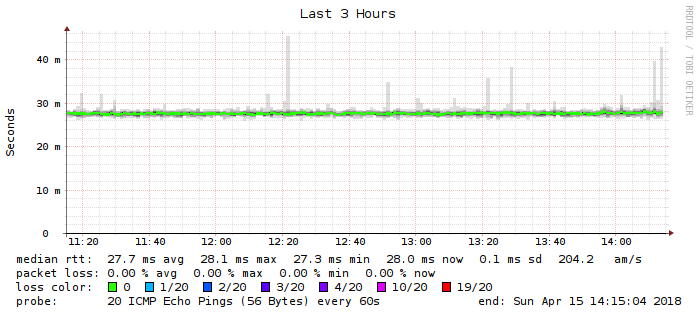 Last 3 Hours
RRDTOOL / TOBI OETIKER
Seconds
40 m
30 m
20 m
10 m
0
11:20 11:40 12:00 12:20 12:40 13:00 13:20 13:40 14:00
median rtt: 27.7 ms avg 28.1 ms max 27.3 ms min 28.0 ms now 0.1 ms sd 204.2 am/s
packet loss: 0.00 % avg 0.00 % max 0.00 % min 0.00 % now
loss color: 0 1/20 2/20 3/20 4/20 10/20 19/20
probe: 20 ICMP Echo Pings (56 Bytes) every 60s end: Sun Apr 15 14:15:04 2018